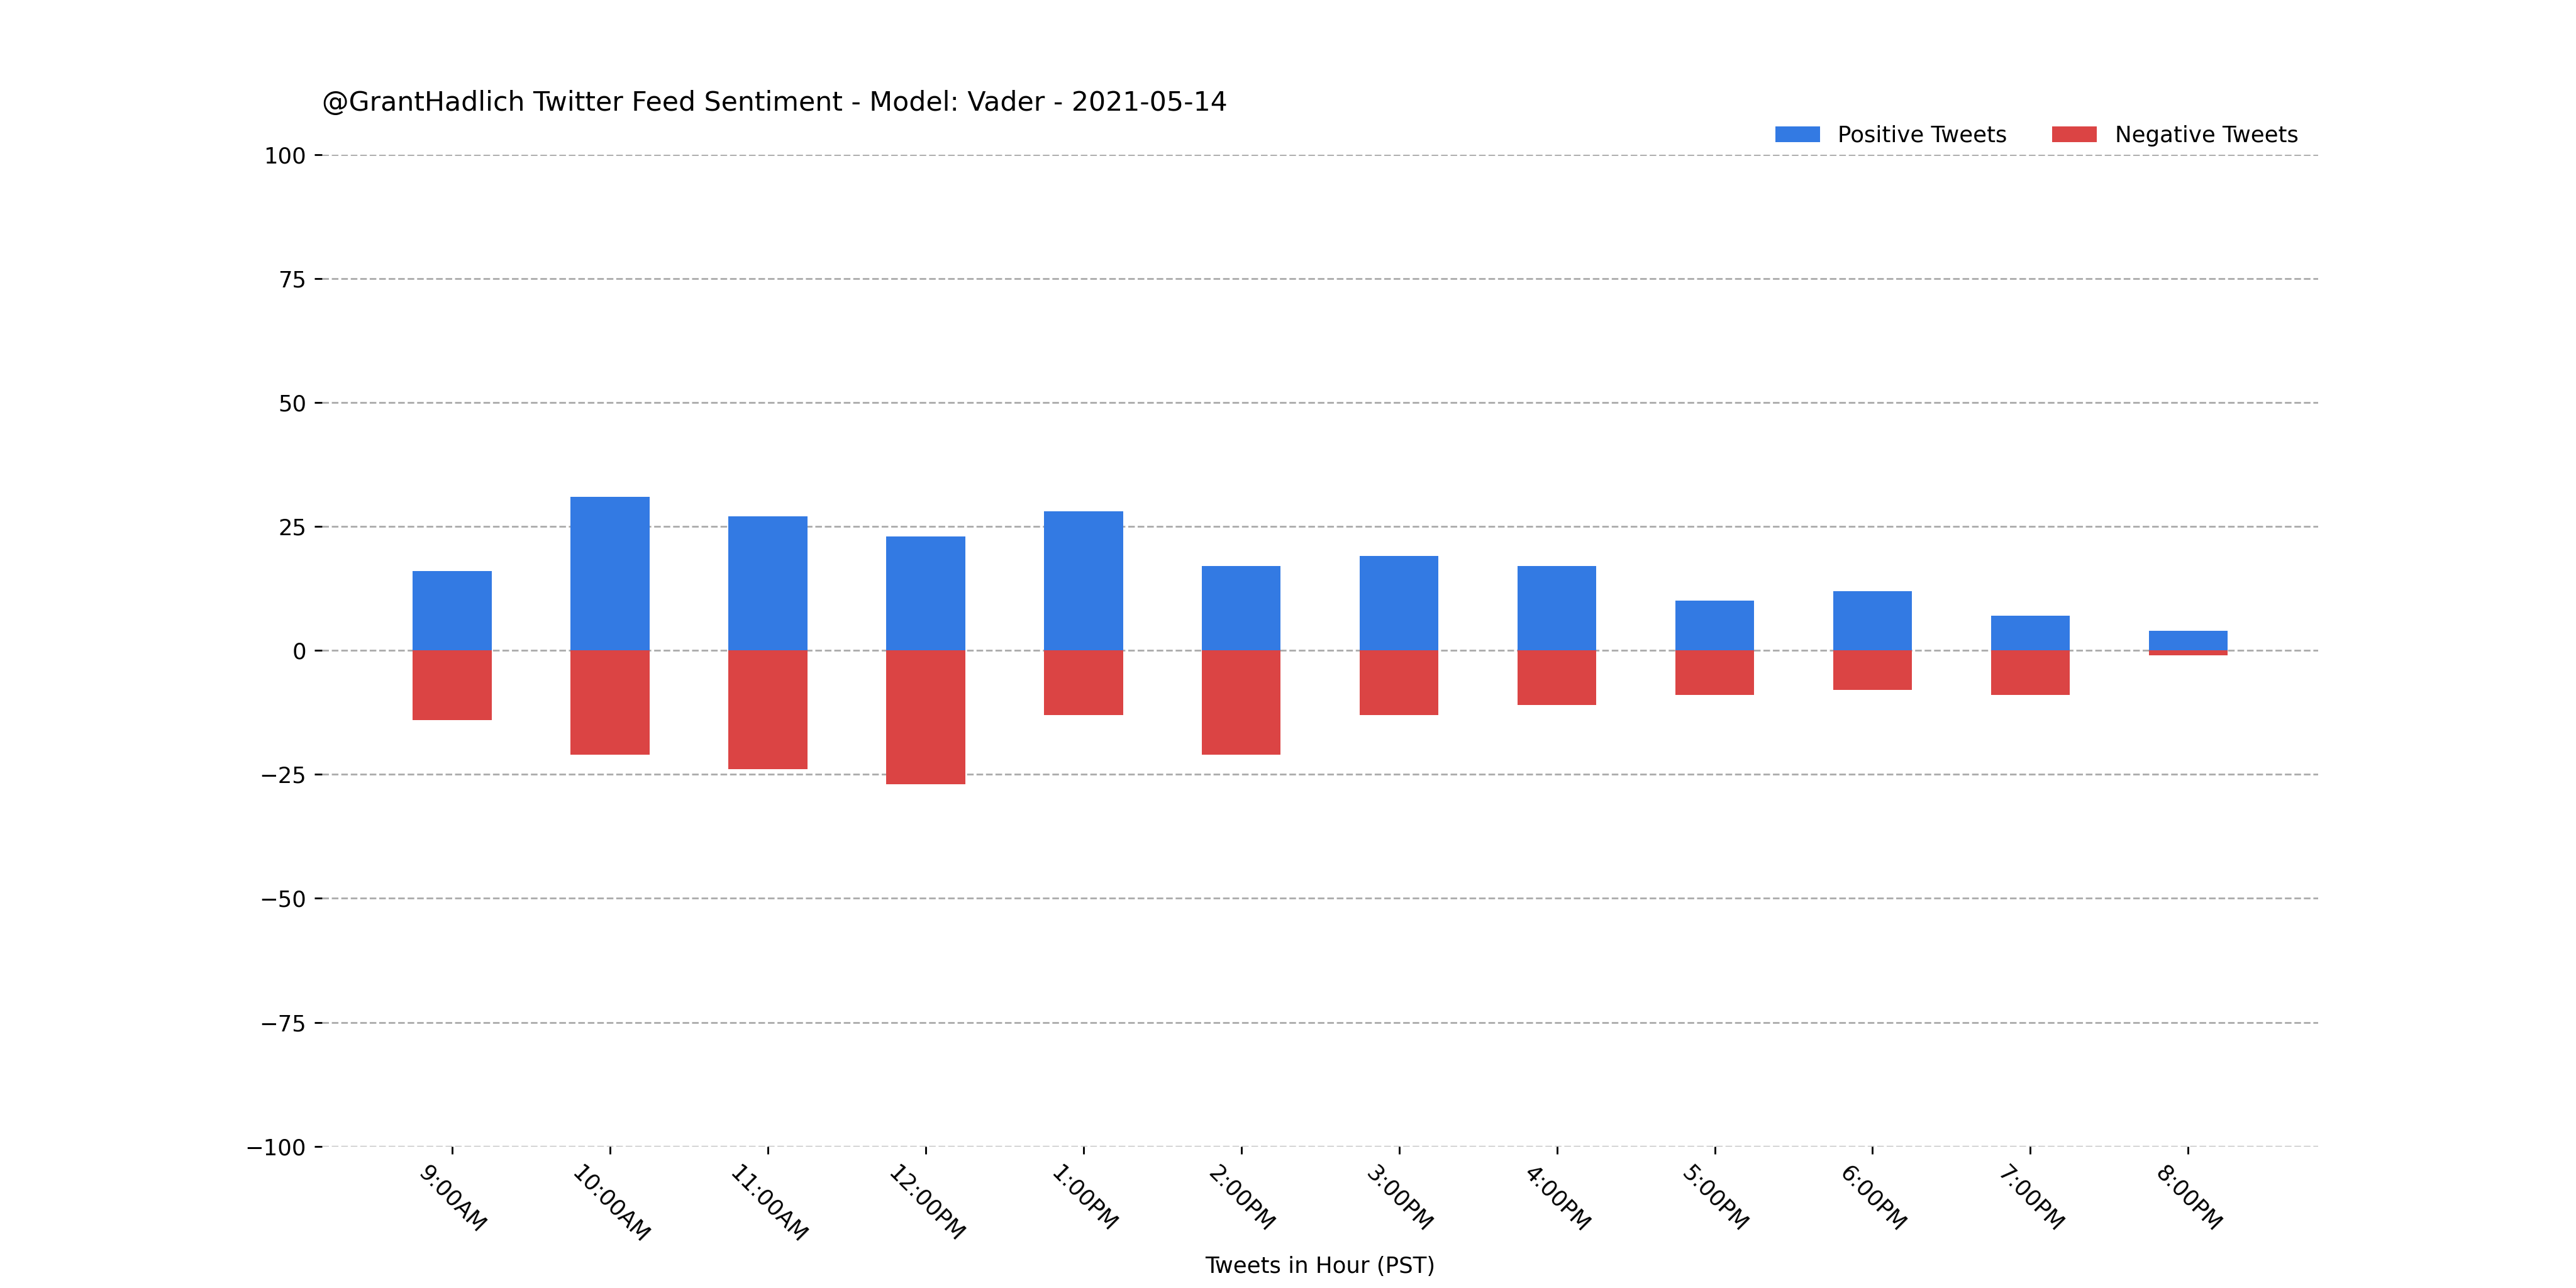 @GrantHadlich Twitter Feed Sentiment - Model: Vader - 2021-05-14
Positive Tweets
Negative Tweets
100
75
50
25
0
−25
−50
−75
−100
9:00AM
10:00AM
11:00AM
12:00PM
1:00PM
2:00PM
3:00PM
4:00PM
5:00PM
6:00PM
7:00PM
8:00PM
Tweets in Hour (PST)